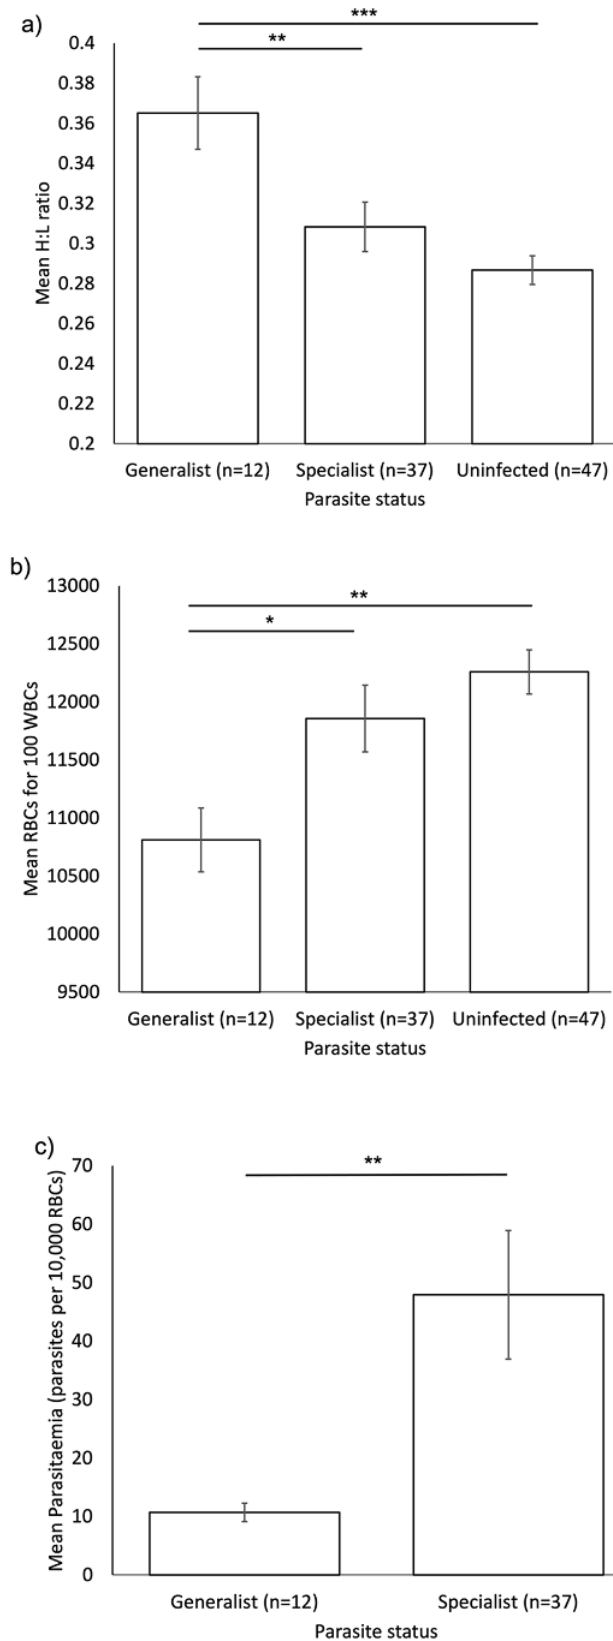 a)
***
**
0.4
0.38
0.36
0.34
0.32
0.3
0.28
0.26
0.24
0.22
0.2
Mean H:L ratio
Generalist (n=12) Specialist (n=37) Uninfected (n=47)
Parasite status
b)
**
*
13000
12500
12000
11500
11000
10500
10000
9500
Mean RBCs for 100 WBCs
Generalist (n=12) Specialist (n=37) Uninfected (n=47)
Parasite status
c)
**
70
60
50
40
30
20
10
0
Mean Parasitaemia (parasites per 10,000 RBCs)
Generalist (n=12) Specialist (n=37)
Parasite status